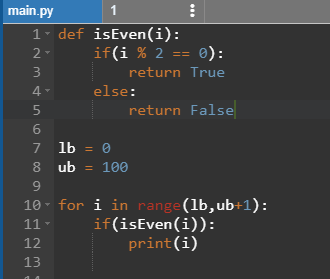 main.py 1
1 def isEven(i):
2 if(i % 2 == 0):
3 return True
4 else:
5 return False
6
7 lb = 0
8 ub = 100
9
10 for i in range(lb,ub+1):
11 if(isEven(i)):
12 print(i)
13